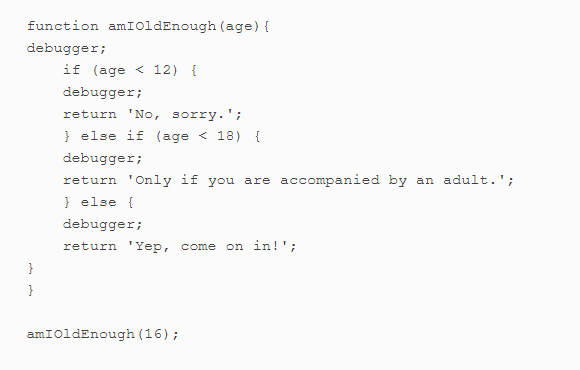 function amIOldEnough(age){
debugger;
    if (age < 12) {
    debugger;
    return 'No, sorry.';
    } else if (age < 18) {
    debugger;
    return 'Only if you are accompanied by an adult.';
    } else {
    debugger;
    return 'Yep, come on in!';
}
}

amIOldEnough(16);